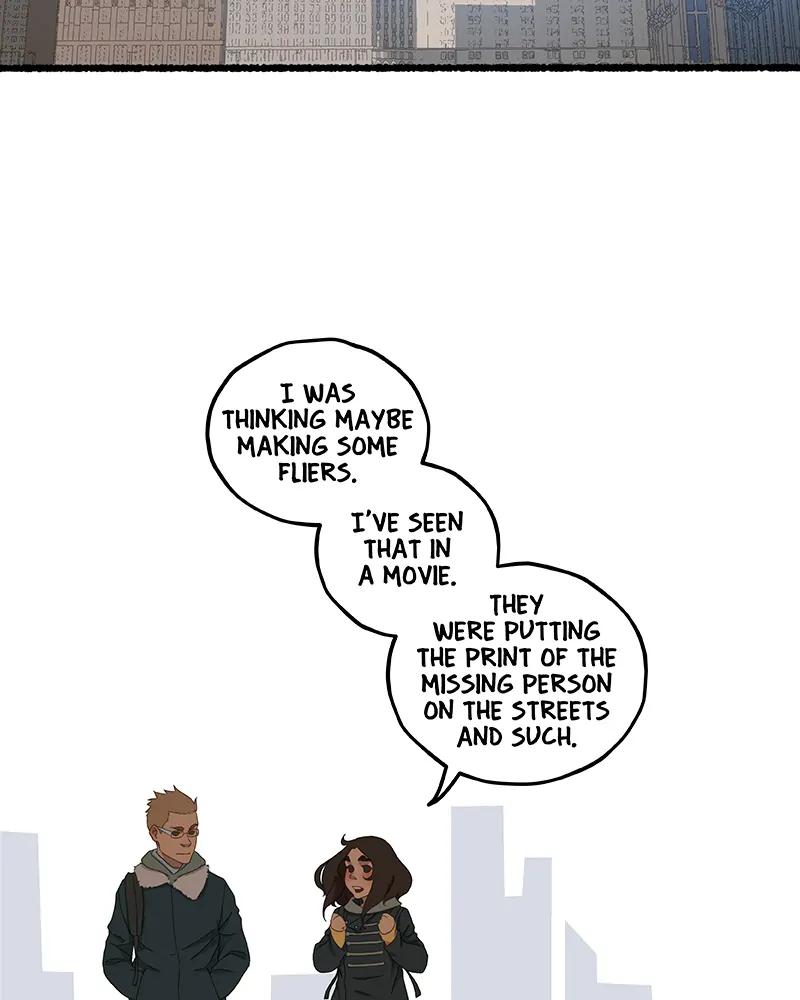 I WAS
THINKING MAYBE
MAKING SOME
FLIERS.
I'VE SEEN
THAT IN
A MOVIE.
THEY
WERE PUTTING
THE PRINT OF THE
MISSING PERSON
ON THE STREETS
AND SUCH.